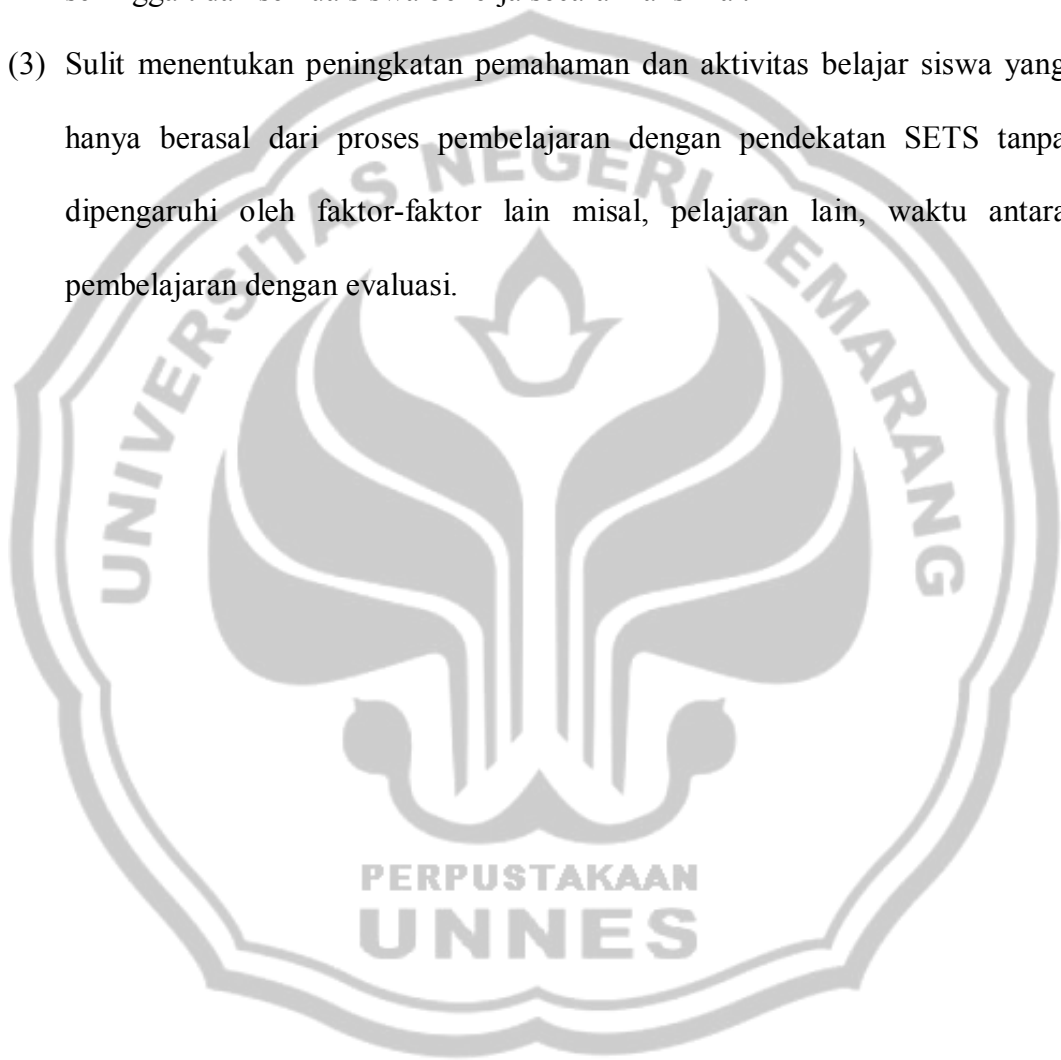 (3) Sulit menentukan peningkatan pemahaman dan aktivitas belajar siswa yang
hanya berasal dari proses pembelajaran dengan pendekatan SETS tanpa
dipengaruhi oleh faktor-faktor lain misal, pelajaran lain, waktu antara
pembelajaran dengan evaluasi.
UNIVERSITAS NEGERI SEMARANG
PERPUSTAKAAN
UNNES